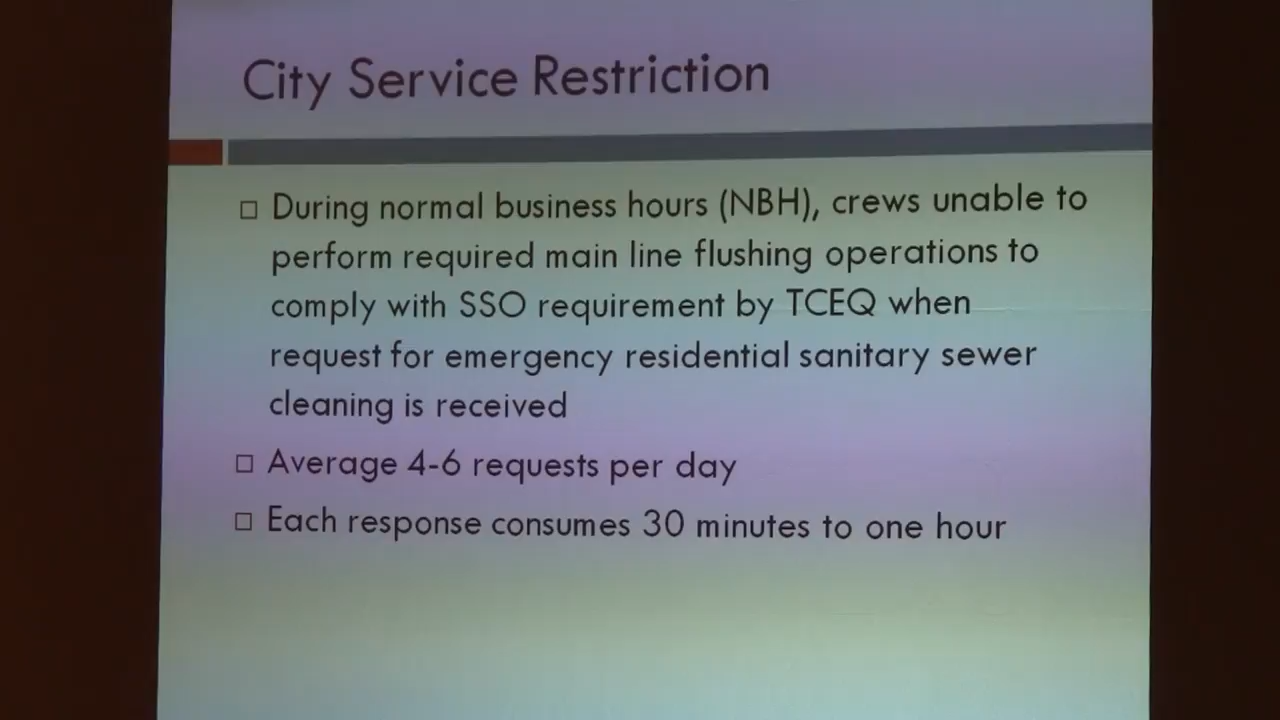 City Service Restriction
During normal business hours (NBH), crews unable to
perform required main line flushing operations to
comply with SSO requirement by TCEQ when
request for emergency residential sanitary sewer
cleaning is received
Average 4-6 requests per day
Each response consumes 30 minutes to one hour